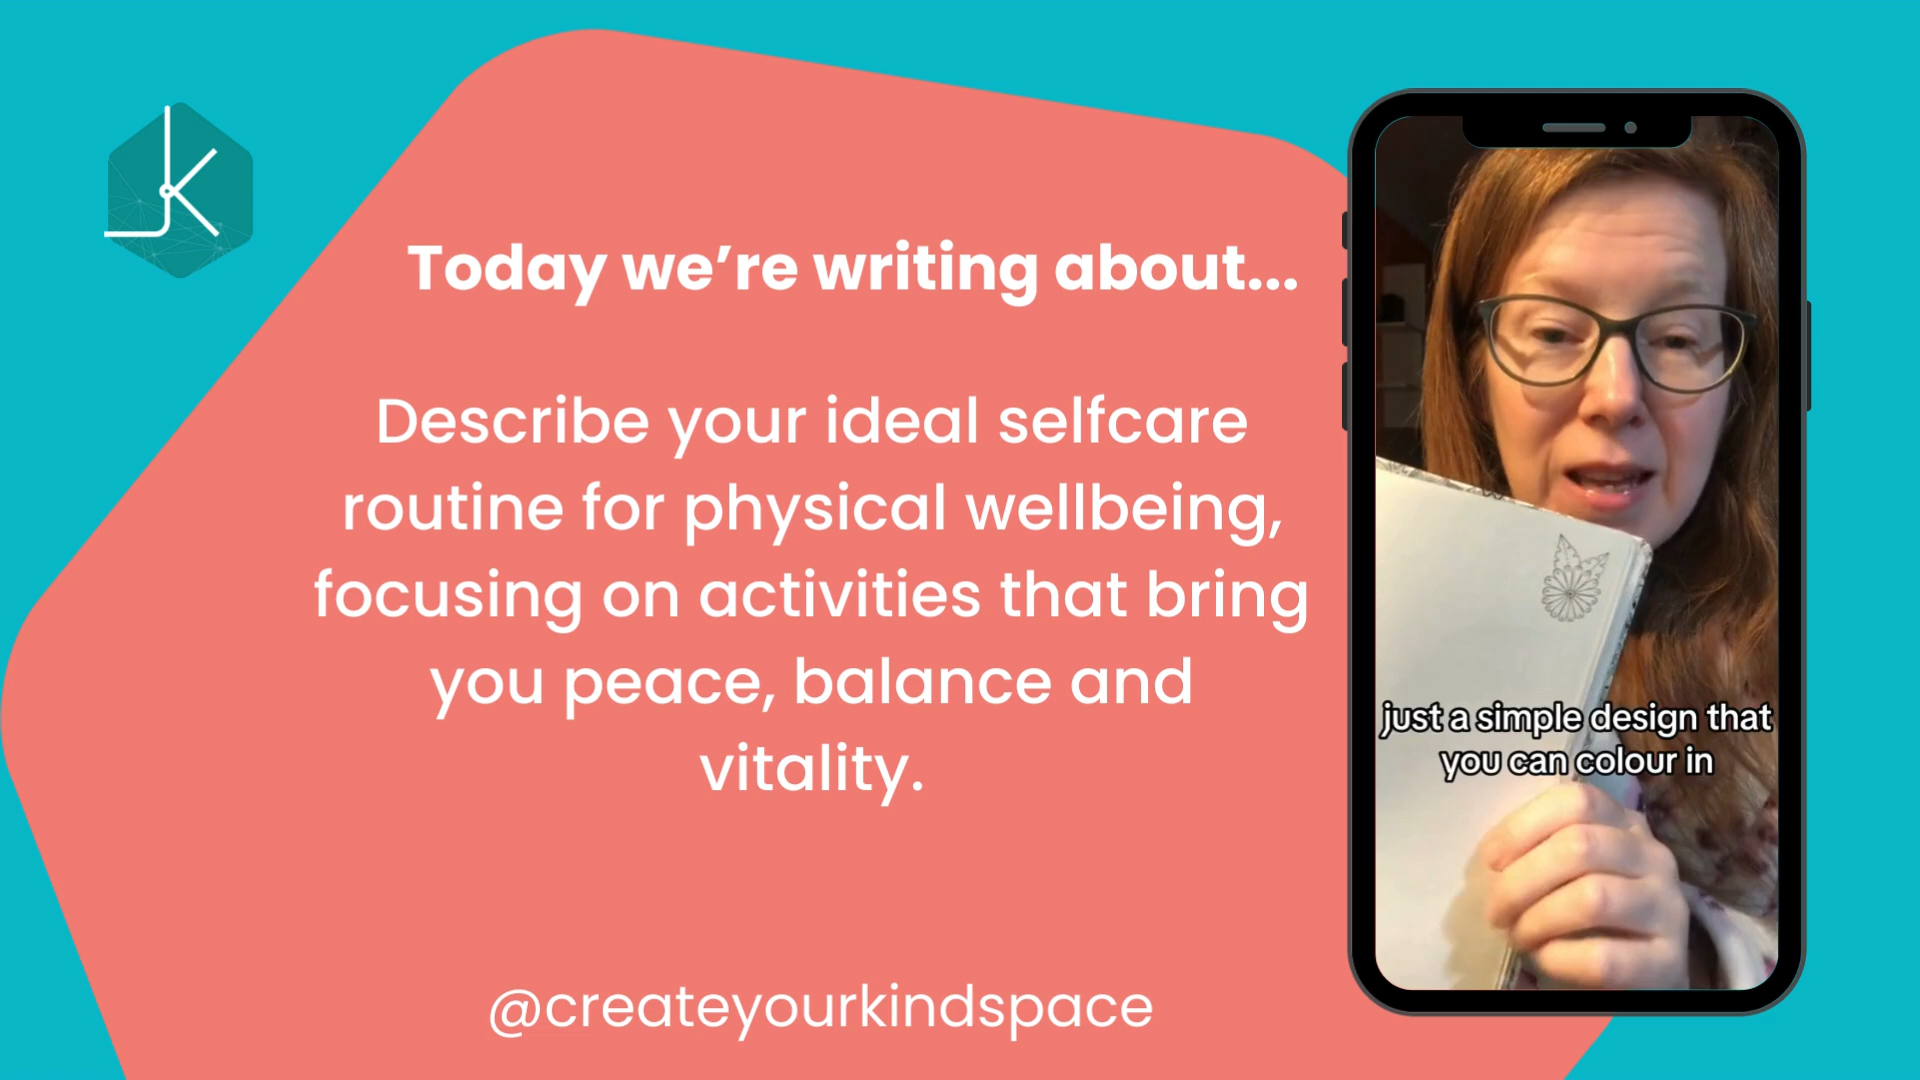 JK
Today we’re writing about...
Describe your ideal selfcare
routine for physical wellbeing,
focusing on activities that bring
you peace, balance and
vitality.
@createyourkindspace
just a simple design that
you can colour in